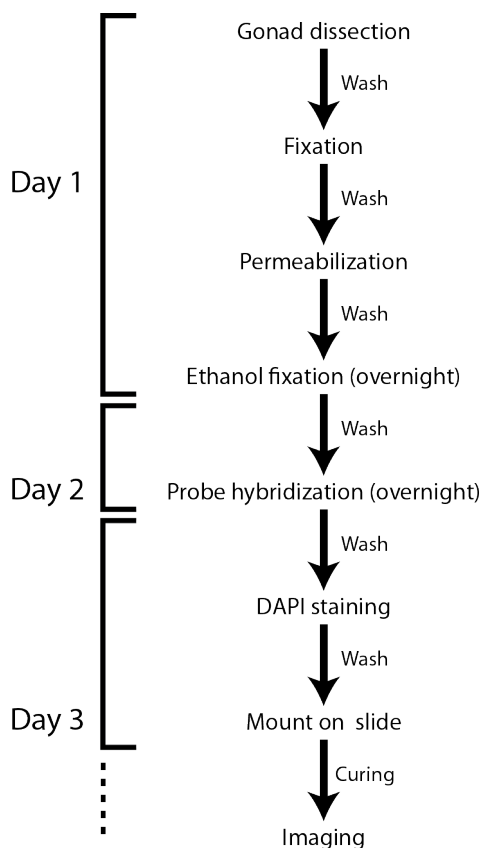 Gonad dissection
Wash
Fixation
Day 1
Wash
Permeabilization
Wash
Ethanol fixation (overnight)
Wash
Day 2
Probe hybridization (overnight)
Wash
DAPI staining
Wash
Day 3
Mount on slide
Curing
Imaging